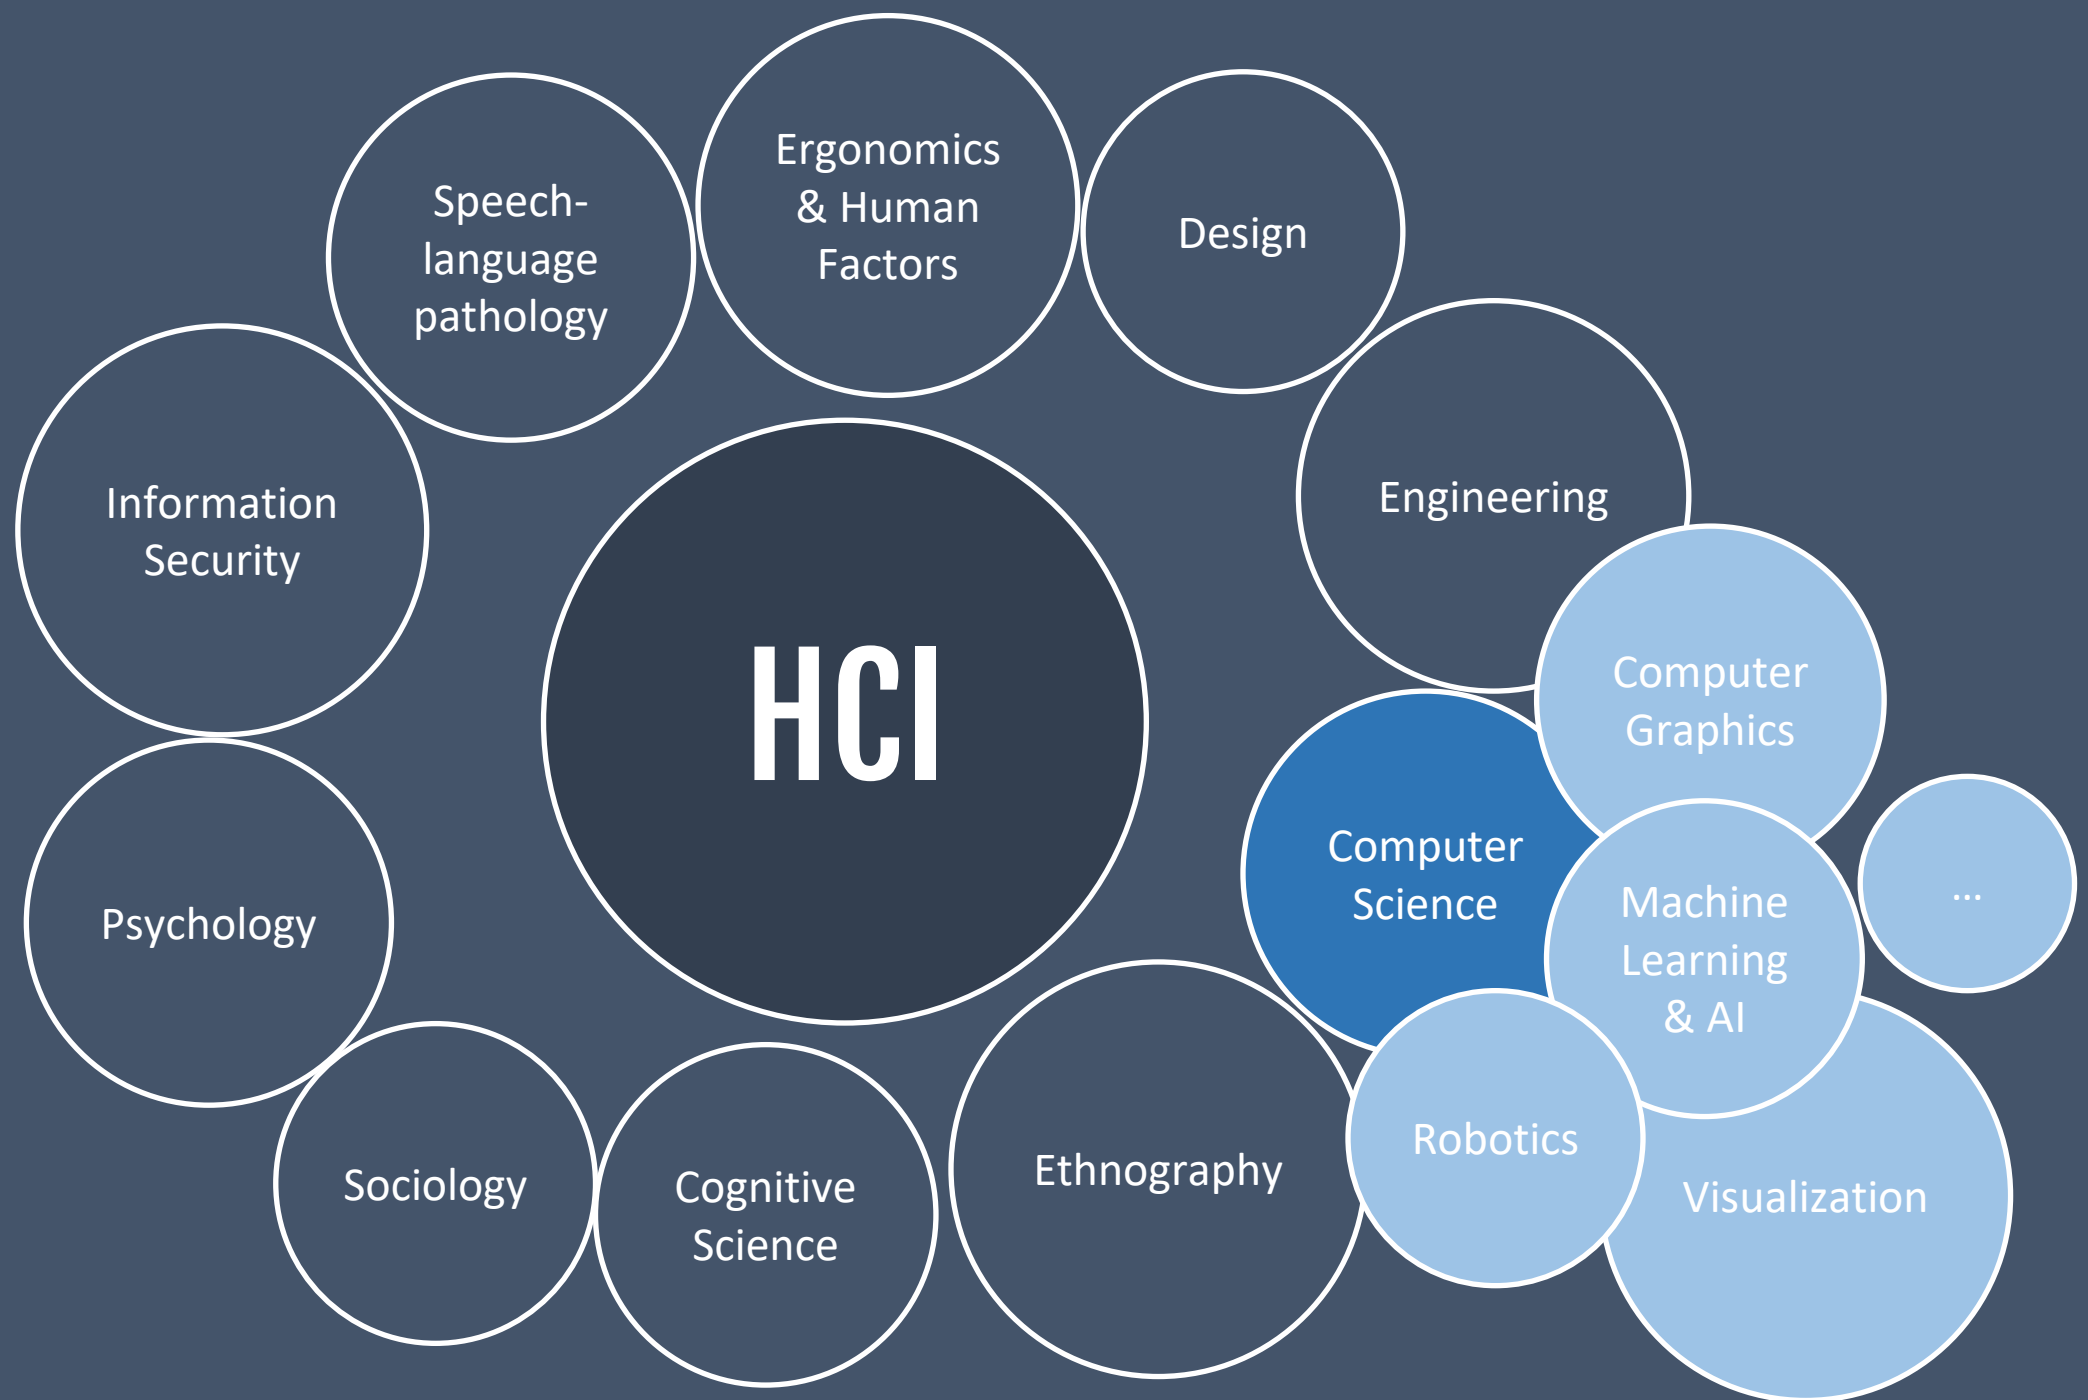 Ergonomics
& Human
Factors
Speech-
language
pathology
Design
Information
Security
Engineering
HCI
Computer
Graphics
Computer
Science
Machine
Learning
& AI
...
Psychology
Sociology
Cognitive
Science
Ethnography
Robotics
Visualization